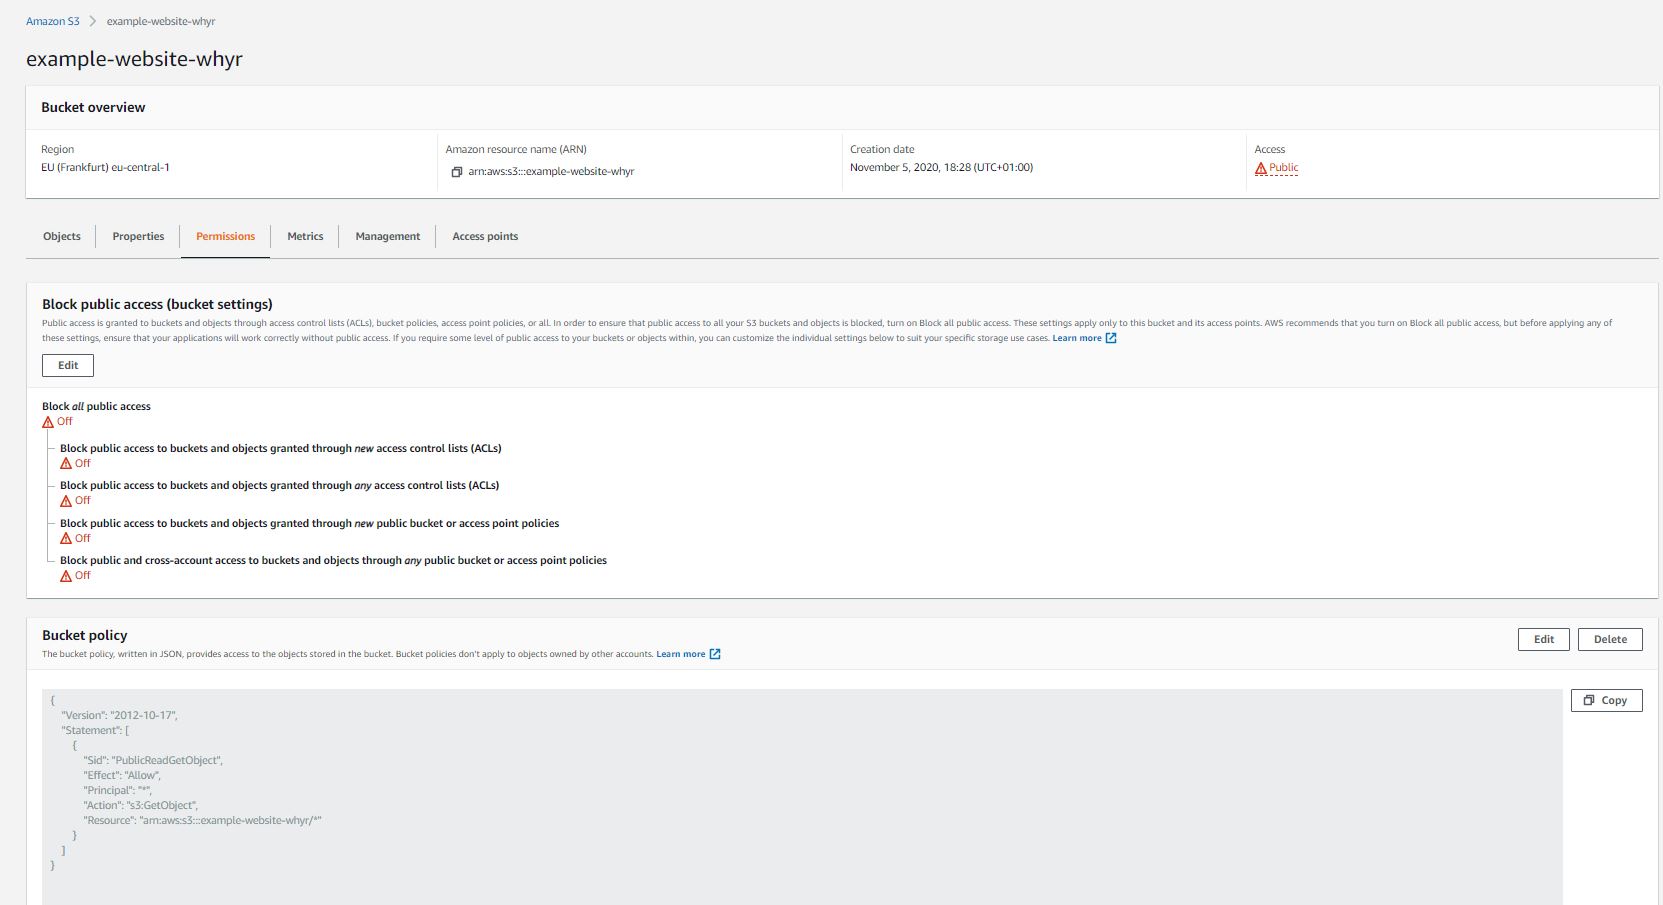 Amazon S3 > example-website-whyr
example-website-whyr
Bucket overview
Region
EU (Frankfurt) eu-central-1
Amazon resource name (ARN)
arn:aws:s3:::example-website-whyr
Creation date
November 5, 2020, 18:28 (UTC+01:00)
Access
Public
Objects
Properties
Permissions
Metrics
Management
Access points
Block public access (bucket settings)
Public access is granted to buckets and objects through access control lists (ACLs), bucket policies, access point policies, or all. In order to ensure that public access to all your S3 buckets and objects is blocked, turn on Block all public access. These settings apply only to this bucket and its access points. AWS recommends that you turn on Block all public access, but before applying any of
these settings, ensure that your applications will work correctly without public access. If you require some level of public access to your buckets or objects within, you can customize the individual settings below to suit your specific storage use cases. Learn more
Edit
Block all public access
Off
Block public access to buckets and objects granted through new access control lists (ACLs)
Off
Block public access to buckets and objects granted through any access control lists (ACLs)
Off
Block public access to buckets and objects granted through new public bucket or access point policies
Off
Block public and cross-account access to buckets and objects through any public bucket or access point policies
Off
Bucket policy
The bucket policy, written in JSON, provides access to the objects stored in the bucket. Bucket policies don't apply to objects owned by other accounts. Learn more
Edit
Delete
Copy
{
"Version": "2012-10-17",
"Statement": [
{
"Sid": "PublicReadGetObject",
"Effect": "Allow",
"Principal": "*",
"Action": "s3:GetObject",
"Resource": "arn:aws:s3:::example-website-whyr/*"
}
]
}